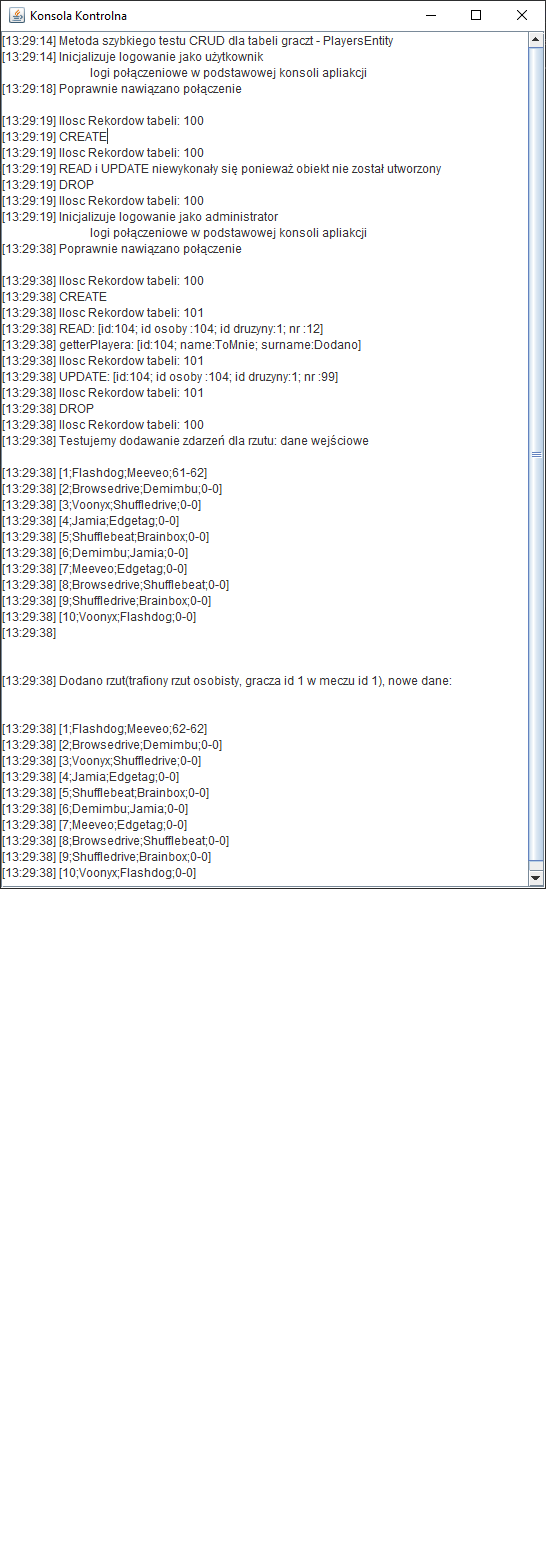 Konsola Kontrolna
[13:29:14] Metoda szybkiego testu CRUD dla tabeli graczt - PlayersEntity
[13:29:14] Inicjalizuje logowanie jako użytkownik
logi połączeniowe w podstawowej konsoli apliakcji
[13:29:18] Poprawnie nawiązano połączenie
[13:29:19] Ilosc Rekordow tabeli: 100
[13:29:19] CREATE
[13:29:19] Ilosc Rekordow tabeli: 100
[13:29:19] READ i UPDATE niewykonały się ponieważ obiekt nie został utworzony
[13:29:19] DROP
[13:29:19] Ilosc Rekordow tabeli: 100
[13:29:19] Inicjalizuje logowanie jako administrator
logi połączeniowe w podstawowej konsoli apliakcji
[13:29:38] Poprawnie nawiązano połączenie
[13:29:38] Ilosc Rekordow tabeli: 100
[13:29:38] CREATE
[13:29:38] Ilosc Rekordow tabeli: 101
[13:29:38] READ: [id:104; id osoby :104; id druzyny:1; nr :12]
[13:29:38] getterPlayera: [id:104; name:ToMnie; surname:Dodano]
[13:29:38] Ilosc Rekordow tabeli: 101
[13:29:38] UPDATE: [id:104; id osoby :104; id druzyny:1; nr :99]
[13:29:38] Ilosc Rekordow tabeli: 101
[13:29:38] DROP
[13:29:38] Ilosc Rekordow tabeli: 100
[13:29:38] Testujemy dodawanie zdarzeń dla rzutu: dane wejściowe
[13:29:38] [1;Flashdog;Meeveo;61-62]
[13:29:38] [2;Browsedrive;Demimbu;0-0]
[13:29:38] [3;Voonyx;Shuffledrive;0-0]
[13:29:38] [4;Jamia;Edgetag;0-0]
[13:29:38] [5;Shufflebeat;Brainbox;0-0]
[13:29:38] [6;Demimbu;Jamia;0-0]
[13:29:38] [7;Meeveo;Edgetag;0-0]
[13:29:38] [8;Browsedrive;Shufflebeat;0-0]
[13:29:38] [9;Shuffledrive;Brainbox;0-0]
[13:29:38] [10;Voonyx;Flashdog;0-0]
[13:29:38]
[13:29:38] Dodano rzut(trafiony rzut osobisty, gracza id 1 w meczu id 1), nowe dane:
[13:29:38] [1;Flashdog;Meeveo;62-62]
[13:29:38] [2;Browsedrive;Demimbu;0-0]
[13:29:38] [3;Voonyx;Shuffledrive;0-0]
[13:29:38] [4;Jamia;Edgetag;0-0]
[13:29:38] [5;Shufflebeat;Brainbox;0-0]
[13:29:38] [6;Demimbu;Jamia;0-0]
[13:29:38] [7;Meeveo;Edgetag;0-0]
[13:29:38] [8;Browsedrive;Shufflebeat;0-0]
[13:29:38] [9;Shuffledrive;Brainbox;0-0]
[13:29:38] [10;Voonyx;Flashdog;0-0]